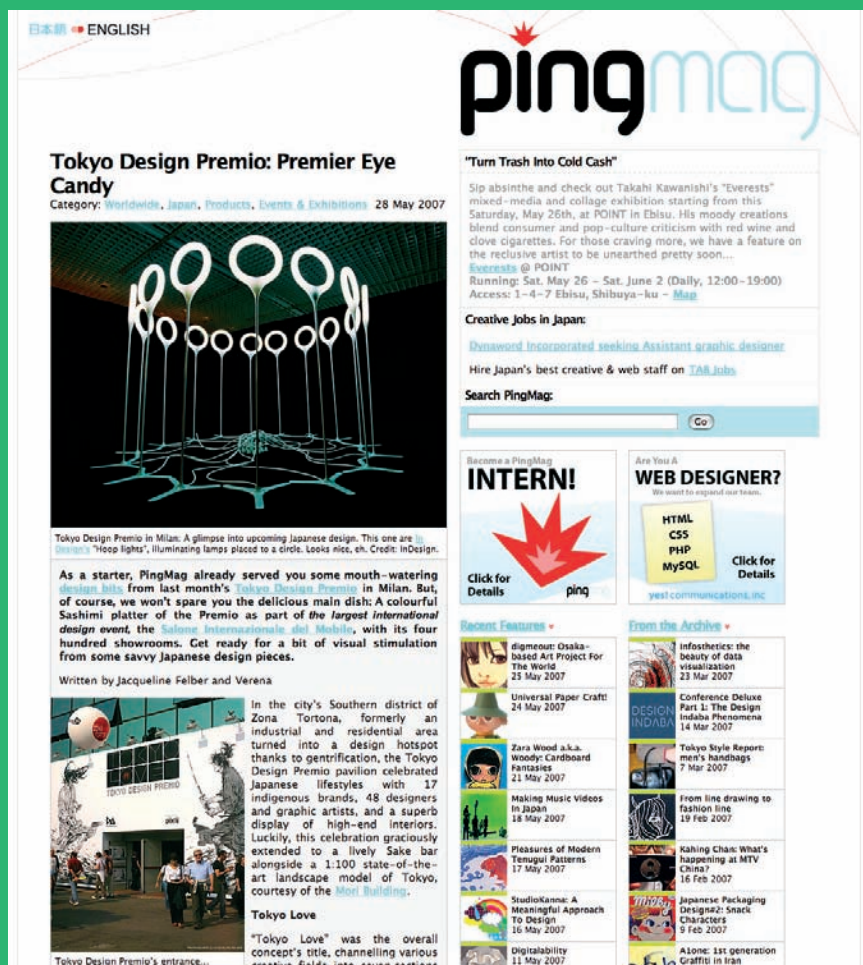 日本語 ENGLISH
pingmag
Tokyo Design Premio: Premier Eye
Candy
Category: Worldwide, Japan, Products, Events & Exhibitions 28 May 2007
Tokyo Design Premio in Milan: A glimpse into upcoming Japanese design. This one are In
Design's "Hoop lights", illuminating lamps placed to a circle. Looks nice, eh. Credit: InDesign.
As a starter, PingMag already served you some mouth-watering
design bits from last month's Tokyo Design Premio in Milan. But,
of course, we won't spare you the delicious main dish: A colourful
Sashimi platter of the Premio as part of the largest international
design event, the Salone Internazionale del Mobile, with its four
hundred showrooms. Get ready for a bit of visual stimulation
from some savvy Japanese design pieces.
Written by Jacqueline Felber and Verena
TOKYO DESIGN PREMIO
Tokyo Design Premio's entrance...
In the city's Southern district of
Zona Tortona, formerly an
industrial and residential area
turned into a design hotspot
thanks to gentrification, the Tokyo
Design Premio pavilion celebrated
Japanese lifestyles with 17
indigenous brands, 48 designers
and graphic artists, and a superb
display of high-end interiors.
Luckily, this celebration graciously
extended to a lively Sake bar
alongside a 1:100 state-of-the-
art landscape model of Tokyo,
courtesy of the Mori Building.
Tokyo Love
"Tokyo Love" was the overall
concept's title, channelling various
creative fields into seven sections
"Turn Trash Into Cold Cash"
Sip absinthe and check out Takahi Kawanishi's "Everests"
mixed-media and collage exhibition starting from this
Saturday, May 26th, at POINT in Ebisu. His moody creations
blend consumer and pop-culture criticism with red wine and
clove cigarettes. For those craving more, we have a feature on
the reclusive artist to be unearthed pretty soon...
Everests @ POINT
Running: Sat. May 26 - Sat. June 2 (Daily, 12:00-19:00)
Access: 1-4-7 Ebisu, Shibuya-ku - Map
Creative Jobs in Japan:
Dynaword Incorporated seeking Assistant graphic designer
Hire Japan's best creative & web staff on TAB Jobs
Search PingMag:
Go
Become a PingMag
INTERN!
Click for
Details
ping
Are You A
WEB DESIGNER?
We want to expand our team.
HTML
CSS
PHP
MySQL
Click for
Details
yes! communications, inc
Recent Features
digmeout: Osaka-
based Art Project For
The World
25 May 2007
Universal Paper Craft!
24 May 2007
Zara Wood a.k.a.
Woody: Cardboard
Fantasies
21 May 2007
Making Music Videos
In Japan
18 May 2007
Pleasures of Modern
Tenugui Patterns
17 May 2007
StudioKanna: A
Meaningful Approach
To Design
16 May 2007
Digitalability
11 May 2007
From the Archive
Infosthetics: the
beauty of data
visualization
23 Mar 2007
DESIGN
INDABA
Conference Deluxe
Part 1: The Design
Indaba Phenomena
14 Mar 2007
Tokyo Style Report:
men's handbags
7 Mar 2007
From line drawing to
fashion line
19 Feb 2007
Kahing Chan: What's
happening at MTV
China?
16 Feb 2007
Japanese Packaging
Design#2: Snack
Characters
9 Feb 2007
A1one: 1st generation
Graffiti in Iran